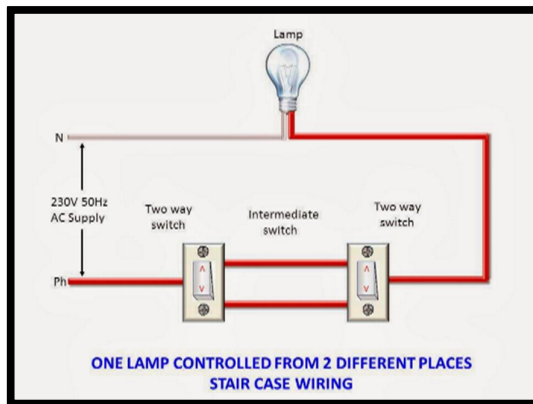 Lamp
N
230V 50Hz
AC Supply
Two way
switch
Intermediate
switch
Two way
switch
Ph
ONE LAMP CONTROLLED FROM 2 DIFFERENT PLACES
STAIR CASE WIRING